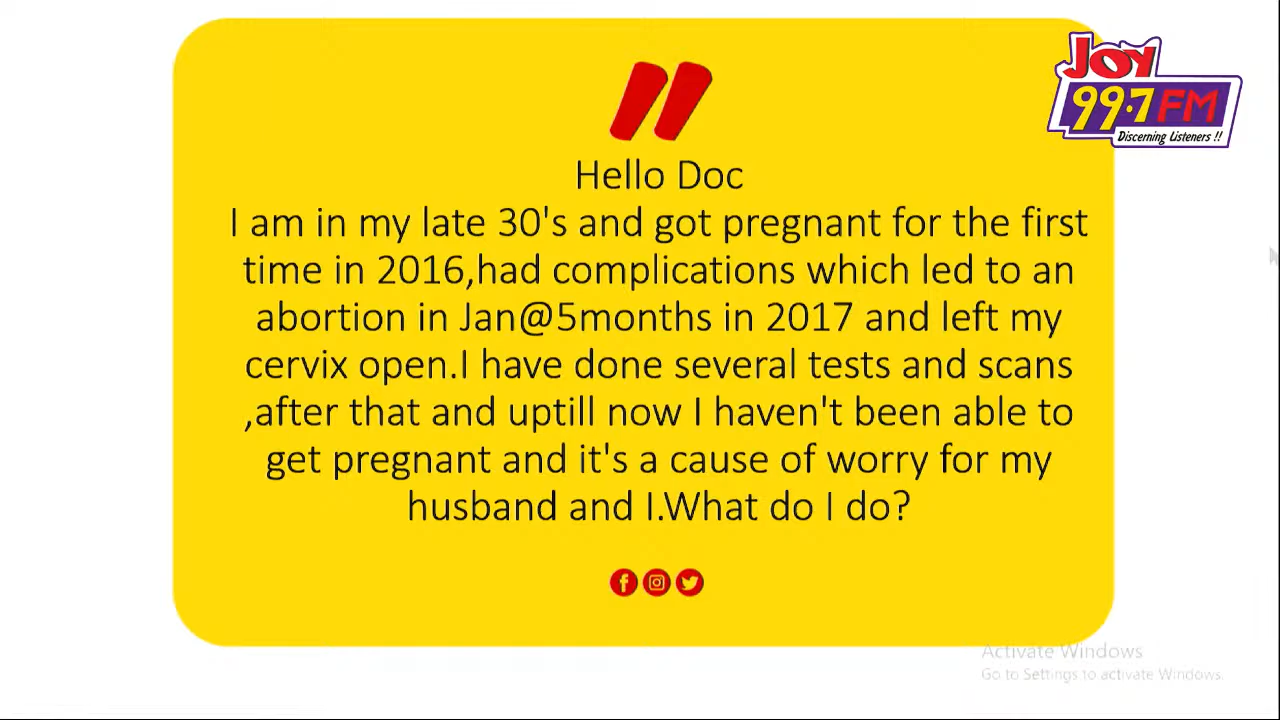 Joy
99.7 FM
Discerning Listeners !!
Hello Doc
I am in my late 30's and got pregnant for the first
time in 2016,had complications which led to an
abortion in Jan@5months in 2017 and left my
cervix open.I have done several tests and scans
,after that and uptill now I haven't been able to
get pregnant and it's a cause of worry for my
husband and I.What do I do?
Activate Windows
Go to Settings to activate Windows.